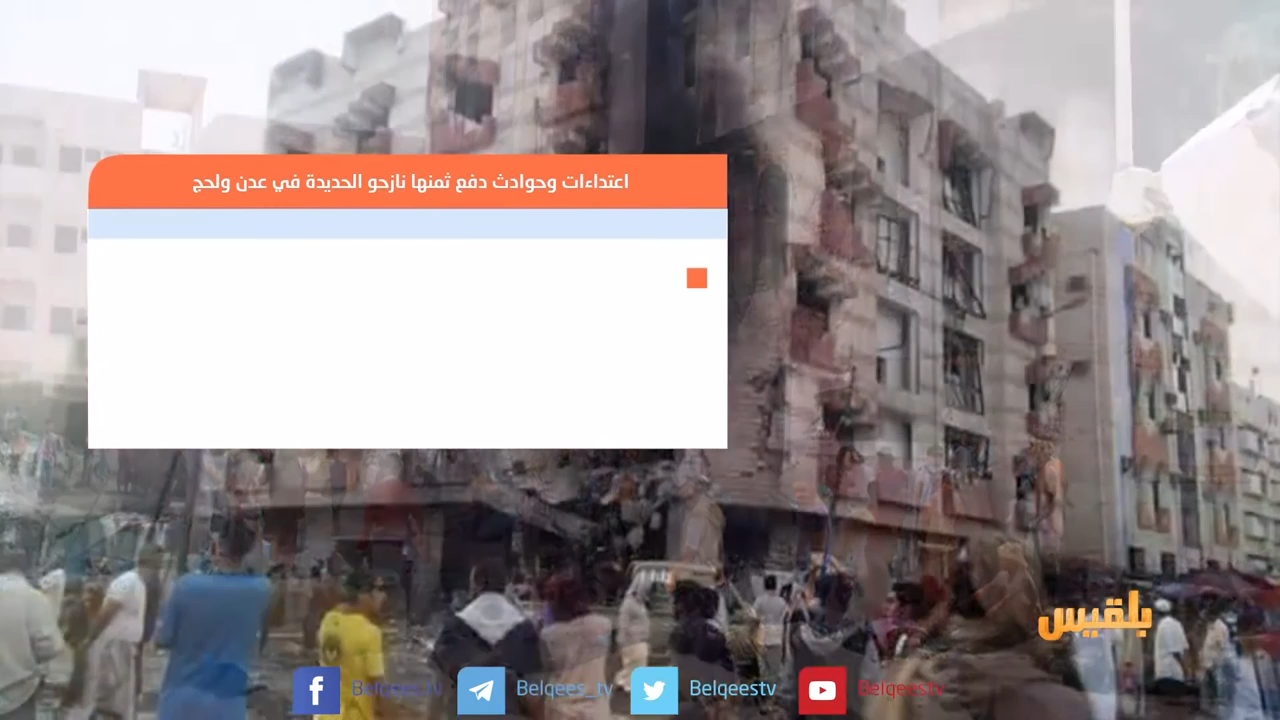 اعتداءات وحوادث دفع ثمنها نازحو الحديدة في عدن ولحج
بلقيس
Belqees.tv
Belqees_tv
Belqeestv
Belqeestv